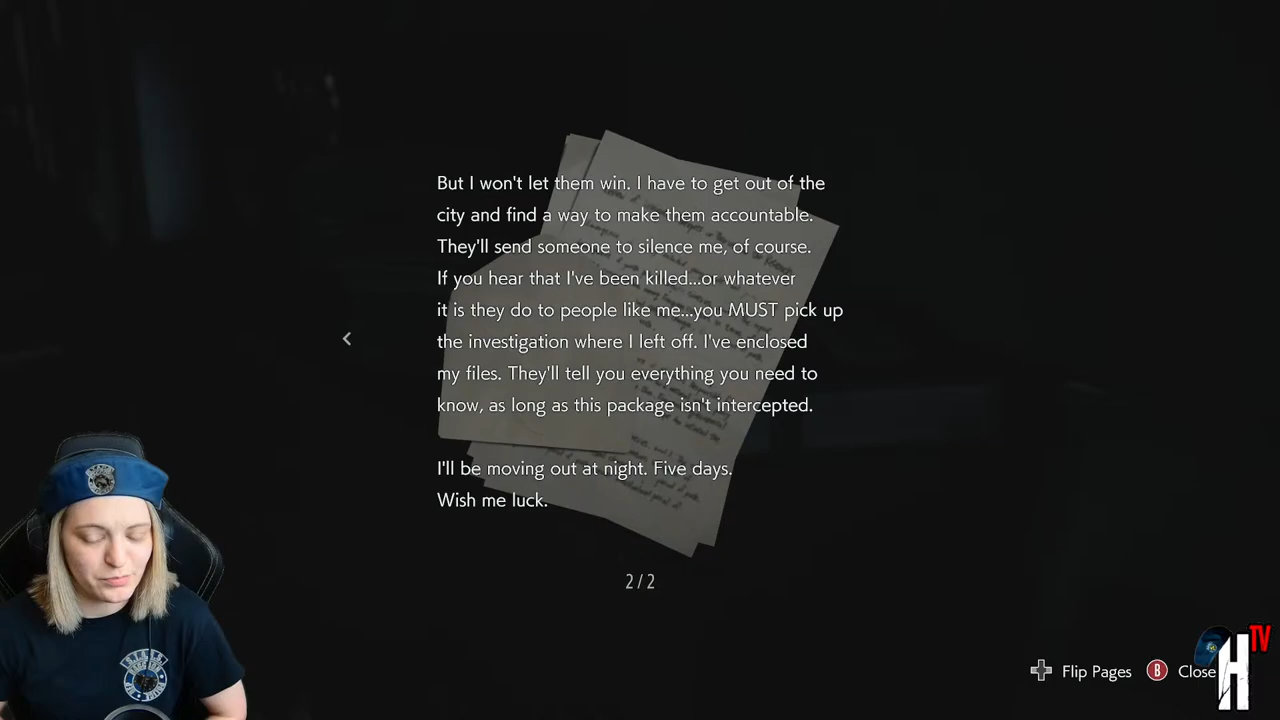 But I won't let them win. I have to get out of the
city and find a way to make them accountable.
They'll send someone to silence me, of course.
If you hear that I've been killed...or whatever
it is they do to people like me...you MUST pick up
the investigation where I left off. I've enclosed
my files. They'll tell you everything you need to
know, as long as this package isn't intercepted.
I'll be moving out at night. Five days.
Wish me luck.
2 / 2
Flip Pages
B Close
H TV
S.T.A.R.S.